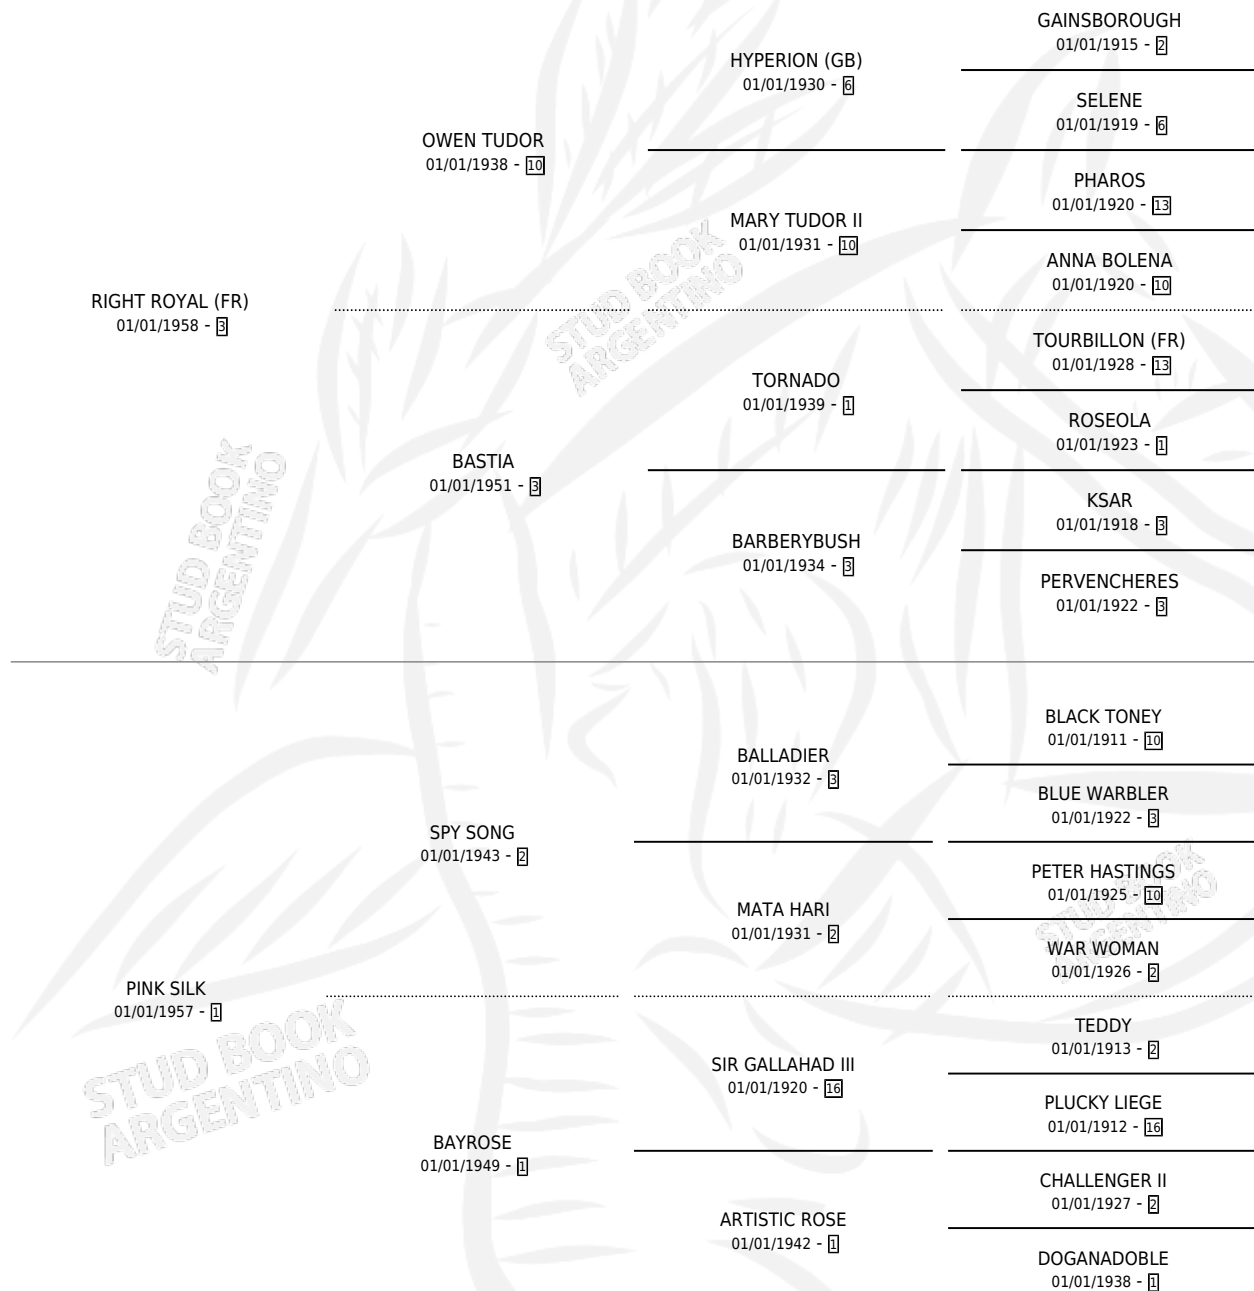 GAINSBOROUGH
01/01/1915 - 2
HYPERION (GB)
01/01/1930 - 6
SELENE
01/01/1919 - 6
OWEN TUDOR
01/01/1938 - 10
PHAROS
01/01/1920 - 13
MARY TUDOR II
01/01/1931 - 10
ANNA BOLENA
01/01/1920 - 10
RIGHT ROYAL (FR)
01/01/1958 - 3
TOURBILLON (FR)
01/01/1928 - 13
TORNADO
01/01/1939 - 1
ROSEOLA
01/01/1923 - 1
BASTIA
01/01/1951 - 3
KSAR
01/01/1918 - 3
BARBERYBUSH
01/01/1934 - 3
PERVENCHERES
01/01/1922 - 3
BLACK TONEY
01/01/1911 - 10
BALLADIER
01/01/1932 - 3
BLUE WARBLER
01/01/1922 - 3
SPY SONG
01/01/1943 - 2
PETER HASTINGS
01/01/1925 - 10
MATA HARI
01/01/1931 - 2
WAR WOMAN
01/01/1926 - 2
PINK SILK
01/01/1957 - 1
TEDDY
01/01/1913 - 2
SIR GALLAHAD III
01/01/1920 - 16
PLUCKY LIEGE
01/01/1912 - 16
BAYROSE
01/01/1949 - 1
CHALLENGER II
01/01/1927 - 2
ARTISTIC ROSE
01/01/1942 - 1
DOGANADOBLE
01/01/1938 - 1
STUD BOOK
ARGENTINO
STUD BOOK
ARGENTINO
STUD BOOK
ARGENTINO
STUD BOOK
ARGENTINO